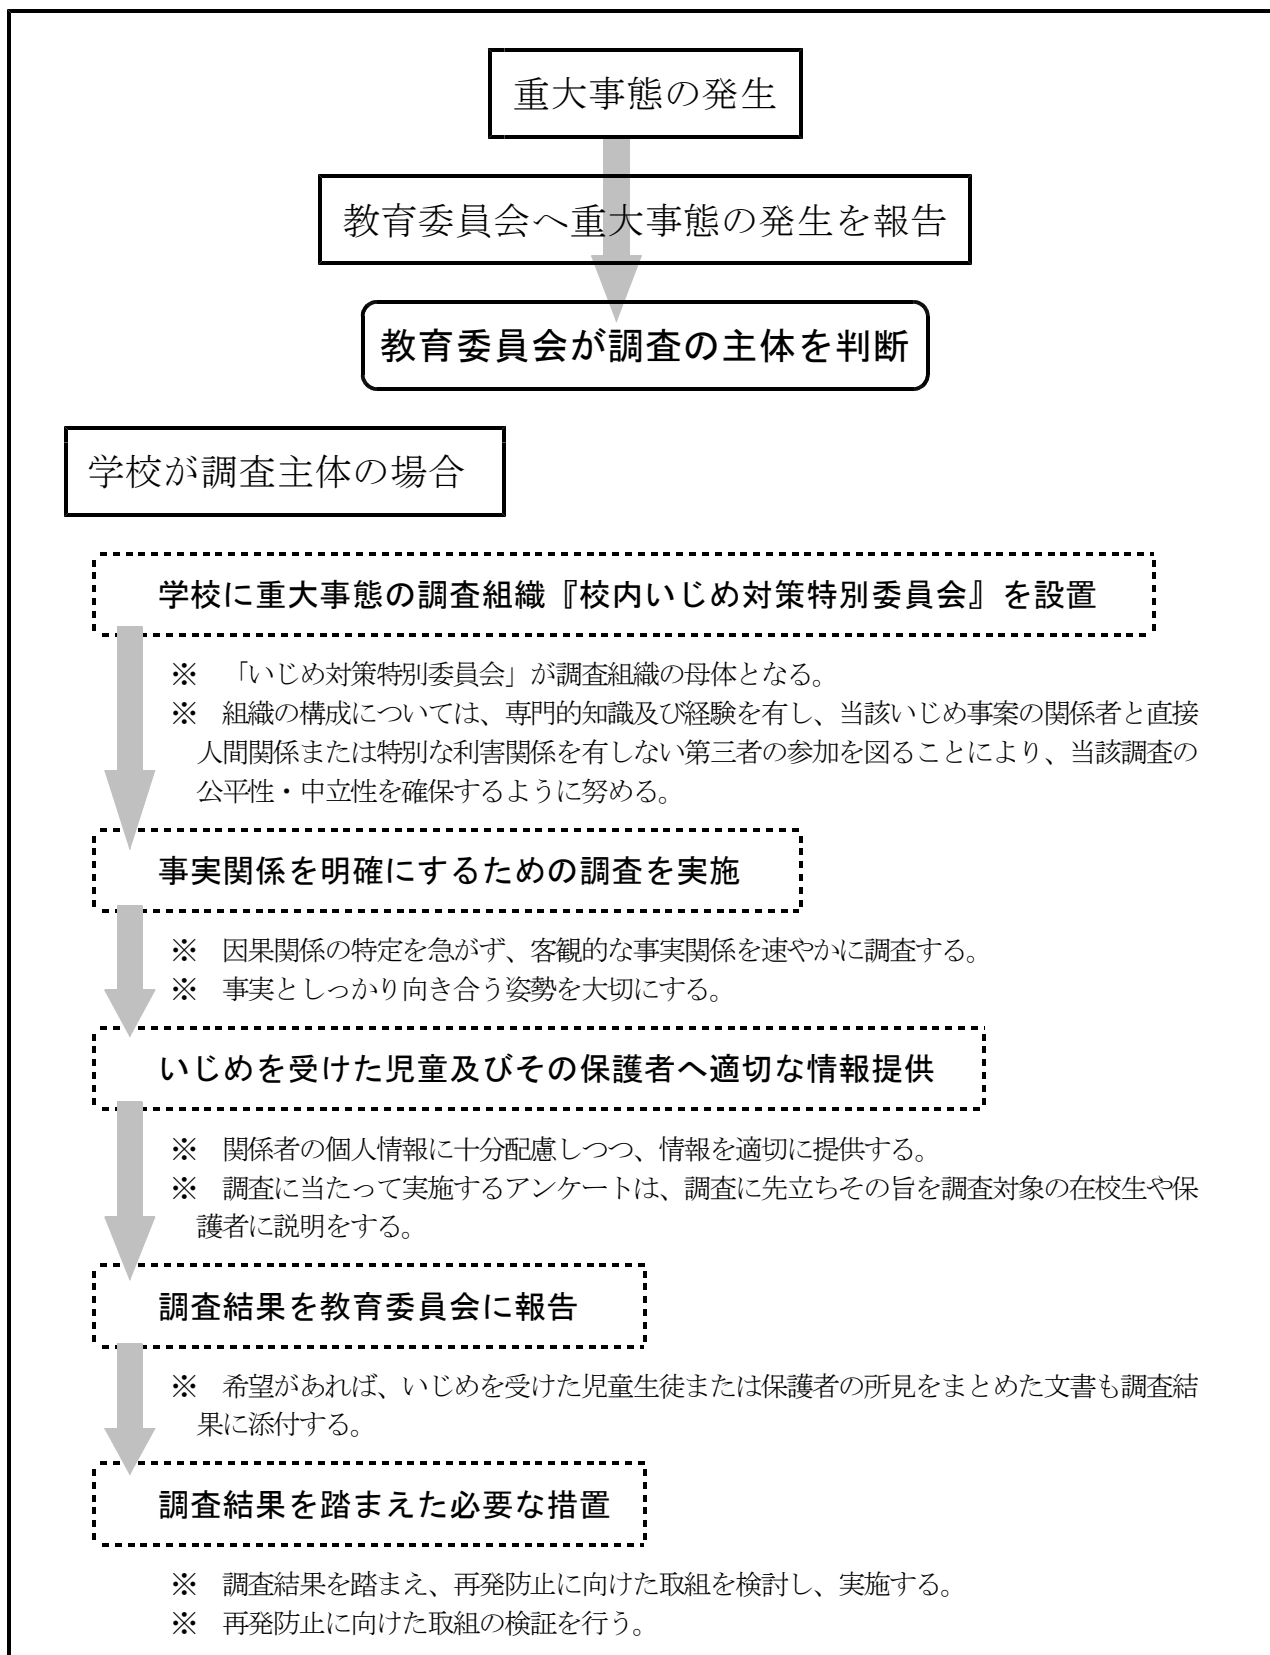 重大事態の発生
教育委員会へ重大事態の発生を報告
教育委員会が調査の主体を判断
学校が調査主体の場合
学校に重大事態の調査組織『校内いじめ対策特別委員会』を設置
※　「いじめ対策特別委員会」が調査組織の母体となる。
※　組織の構成については、専門的知識及び経験を有し、当該いじめ事案の関係者と直接
人間関係または特別な利害関係を有しない第三者の参加を図ることにより、当該調査の
公平性・中立性を確保するように努める。
事実関係を明確にするための調査を実施
※　因果関係の特定を急がず、客観的な事実関係を速やかに調査する。
※　事実としっかり向き合う姿勢を大切にする。
いじめを受けた児童及びその保護者へ適切な情報提供
※　関係者の個人情報に十分配慮しつつ、情報を適切に提供する。
※　調査に当たって実施するアンケートは、調査に先立ちその旨を調査対象の在校生や保
護者に説明をする。
調査結果を教育委員会に報告
※　希望があれば、いじめを受けた児童生徒または保護者の所見をまとめた文書も調査結
果に添付する。
調査結果を踏まえた必要な措置
※　調査結果を踏まえ、再発防止に向けた取組を検討し、実施する。
※　再発防止に向けた取組の検証を行う。